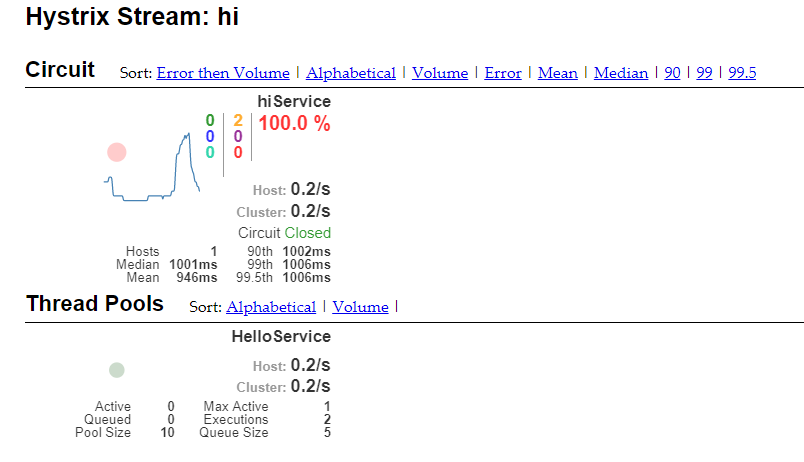 Hystrix Stream: hi
Circuit Sort: Error then Volume | Alphabetical | Volume | Error | Mean | Median | 90 | 99 | 99.5
hiService
0 2 100.0 %
0 0
0 0
Host: 0.2/s
Cluster: 0.2/s
Circuit Closed
Hosts 1 90th 1002ms
Median 1001ms 99th 1006ms
Mean 946ms 99.5th 1006ms
Thread Pools Sort: Alphabetical | Volume |
HelloService
Host: 0.2/s
Cluster: 0.2/s
Active 0 Max Active 1
Queued 0 Executions 2
Pool Size 10 Queue Size 5